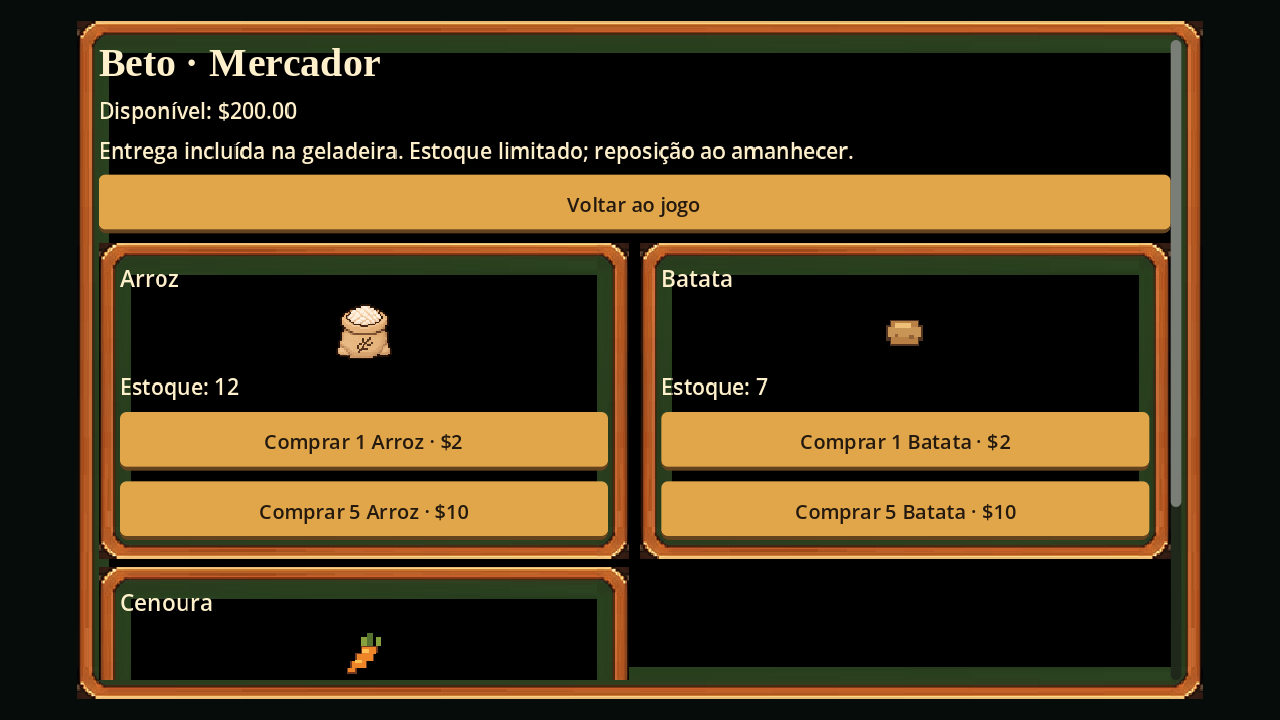 Beto · Mercador
Disponível: $200.00
Entrega incluída na geladeira. Estoque limitado; reposição ao amanhecer.
Voltar ao jogo
Arroz
Estoque: 12
Comprar 1 Arroz · $2
Comprar 5 Arroz · $10
Batata
Estoque: 7
Comprar 1 Batata · $2
Comprar 5 Batata · $10
Cenoura